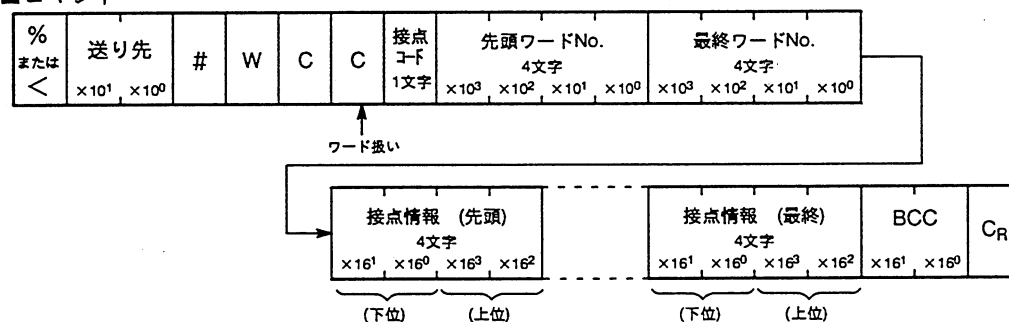 %
または
<
送り先
×10¹ ×10⁰
#
W
C
C
接点
コード
1文字
先頭ワードNo.
4文字
×10³ ×10² ×10¹ ×10⁰
最終ワードNo.
4文字
×10³ ×10² ×10¹ ×10⁰
ワード扱い
接点情報 (先頭)
4文字
×16¹ ×16⁰ ×16³ ×16²
(下位) (上位)
接点情報 (最終)
4文字
×16¹ ×16⁰ ×16³ ×16²
(下位) (上位)
BCC
×16¹ ×16⁰
CR